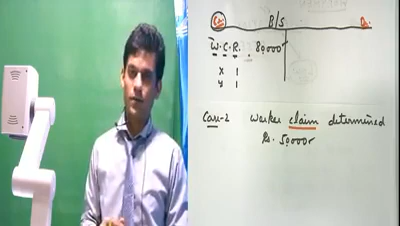 Cr. B/S Dr.
W.C.R. 80000
X 1
Y 1
Case-2 Worker claim determined
Rs. 50000